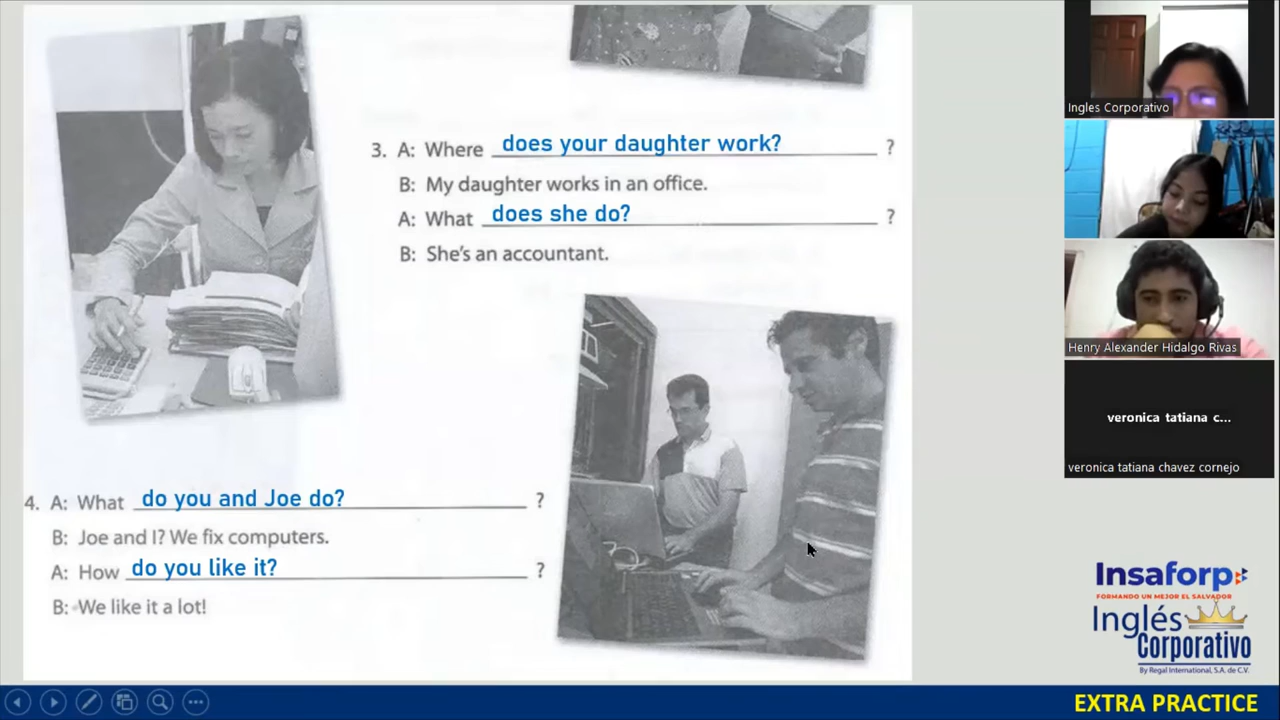 3. A: Where does your daughter work? ?
B: My daughter works in an office.
A: What does she do? ?
B: She's an accountant.
4. A: What do you and Joe do? ?
B: Joe and I? We fix computers.
A: How do you like it? ?
B: We like it a lot!
Ingles Corporativo
Henry Alexander Hidalgo Rivas
veronica tatiana c...
veronica tatiana chavez cornejo
Insaforp
FORMANDO UN MEJOR EL SALVADOR
Inglés
Corporativo
By Regal International, S.A. de C.V.
EXTRA PRACTICE